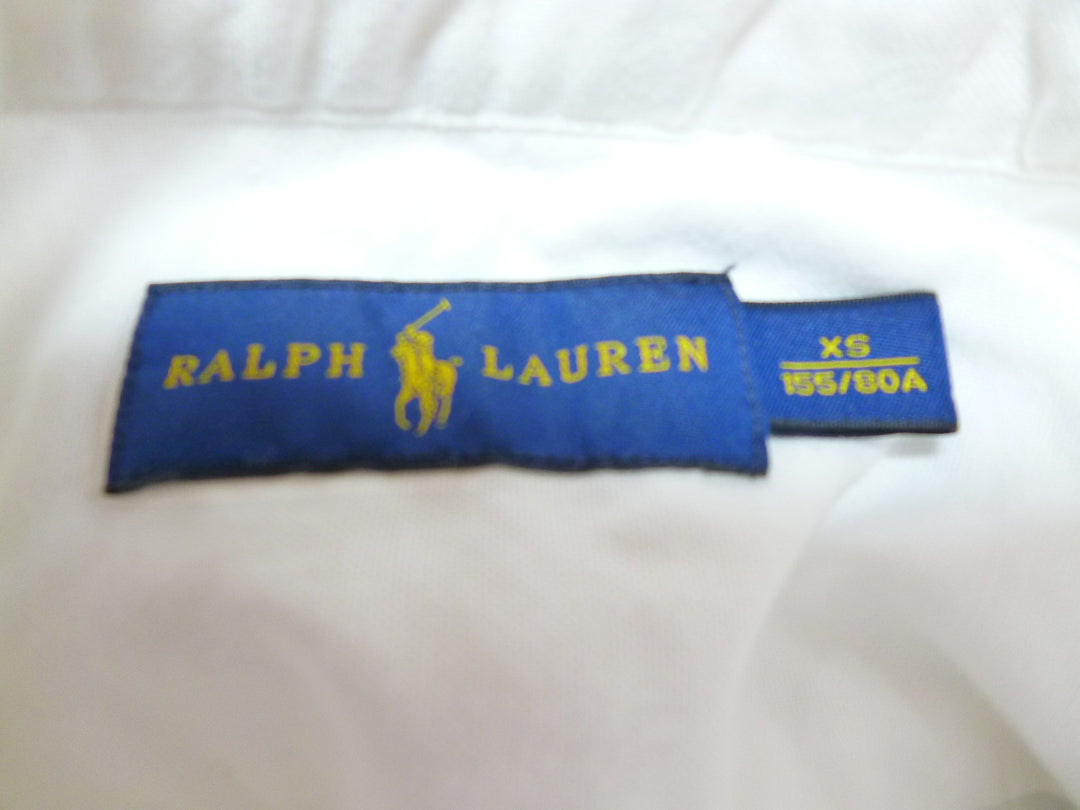 RALPH LAUREN
XS
155/80A